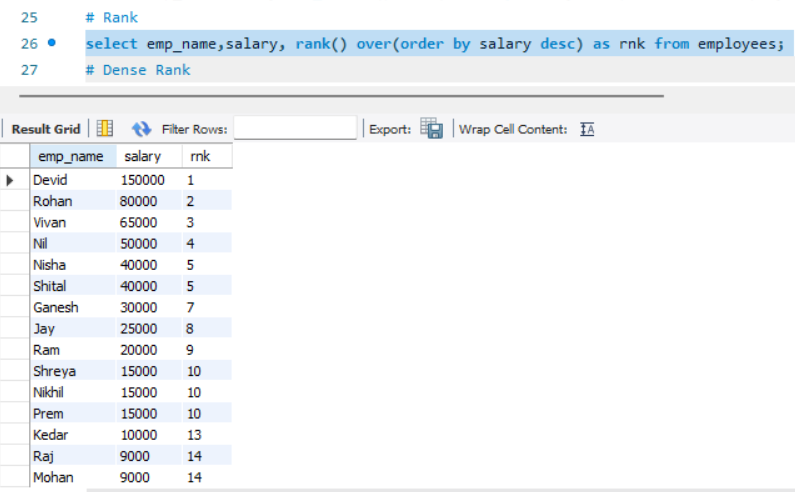 25 # Rank
26 select emp_name,salary, rank() over(order by salary desc) as rnk from employees;
27 # Dense Rank
Result Grid Filter Rows: Export: Wrap Cell Content: IA
emp_name salary rnk
Devid 150000 1
Rohan 80000 2
Vivan 65000 3
Nil 50000 4
Nisha 40000 5
Shital 40000 5
Ganesh 30000 7
Jay 25000 8
Ram 20000 9
Shreya 15000 10
Nikhil 15000 10
Prem 15000 10
Kedar 10000 13
Raj 9000 14
Mohan 9000 14